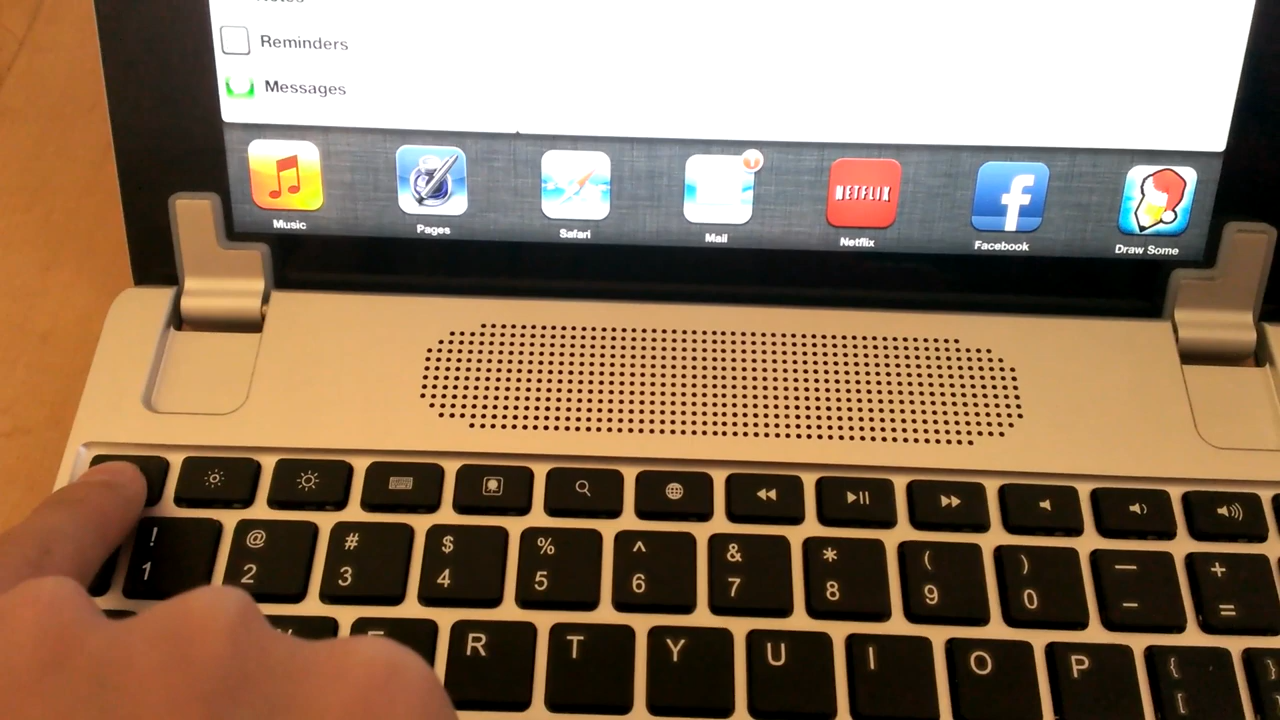 Notes
Reminders
Messages
NETFLIX
f
Music
Pages
Safari
Mail
Netflix
Facebook
Draw Some
! @ # $ % ^ & * ( ) — +
1 2 3 4 5 6 7 8 9 0 - =
R T Y U I O P { }
[